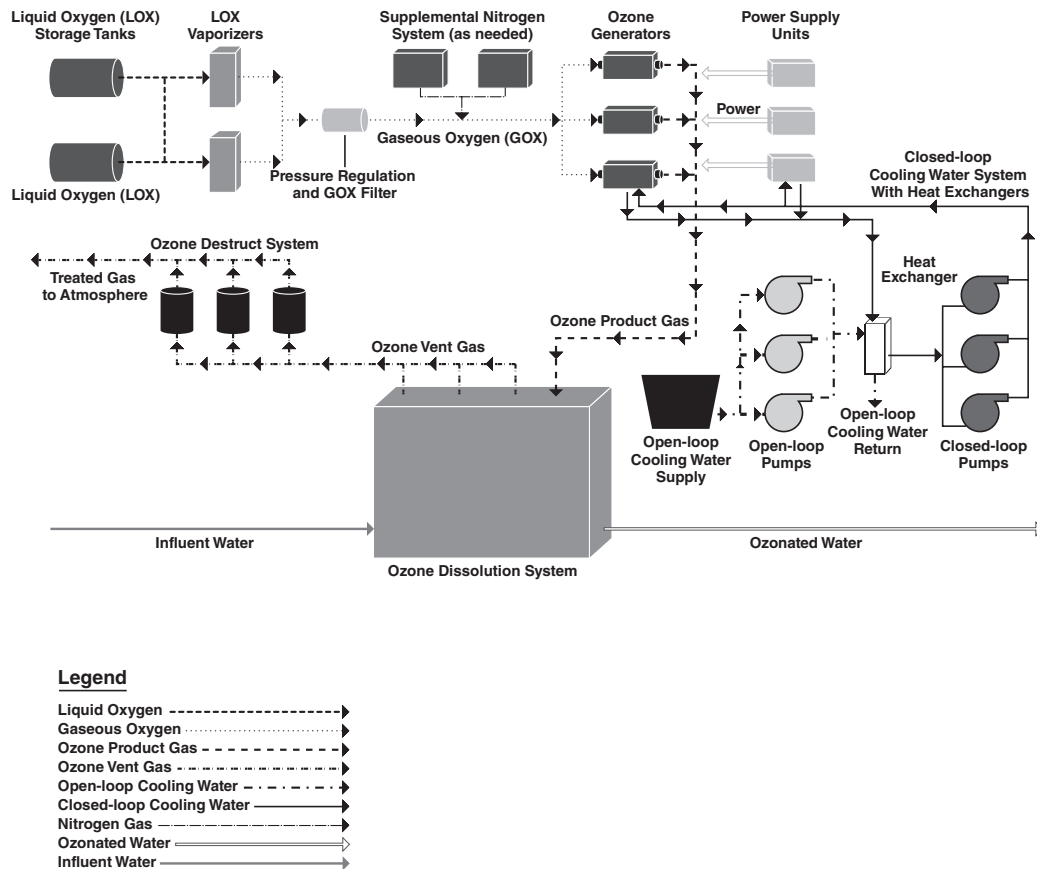 Liquid Oxygen (LOX)
Storage Tanks
LOX
Vaporizers
Supplemental Nitrogen
System (as needed)
Ozone
Generators
Power Supply
Units
Power
Gaseous Oxygen (GOX)
Liquid Oxygen (LOX)
Pressure Regulation
and GOX Filter
Closed-loop
Cooling Water System
With Heat Exchangers
Ozone Destruct System
Treated Gas
to Atmosphere
Heat
Exchanger
Ozone Product Gas
Ozone Vent Gas
Open-loop
Cooling Water
Supply
Open-loop
Pumps
Open-loop
Cooling Water
Return
Closed-loop
Pumps
Influent Water
Ozonated Water
Ozone Dissolution System
Legend
Liquid Oxygen
Gaseous Oxygen
Ozone Product Gas
Ozone Vent Gas
Open-loop Cooling Water
Closed-loop Cooling Water
Nitrogen Gas
Ozonated Water
Influent Water